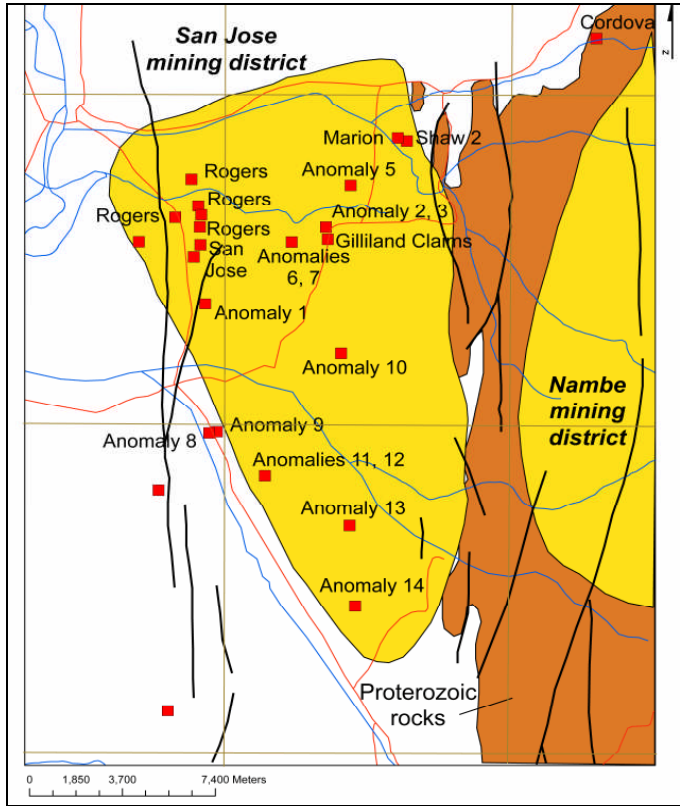 Cordova
San Jose
mining district
z
Marion
Shaw 2
Rogers
Anomaly 5
Rogers
Rogers
Anomaly 2, 3
Rogers
Gilliland Clams
San
Jose
Anomalies
6, 7
Anomaly 1
Anomaly 10
Nambe
mining
district
Anomaly 9
Anomaly 8
Anomalies 11, 12
Anomaly 13
Anomaly 14
Proterozoic
rocks
0 1,850 3,700 7,400 Meters